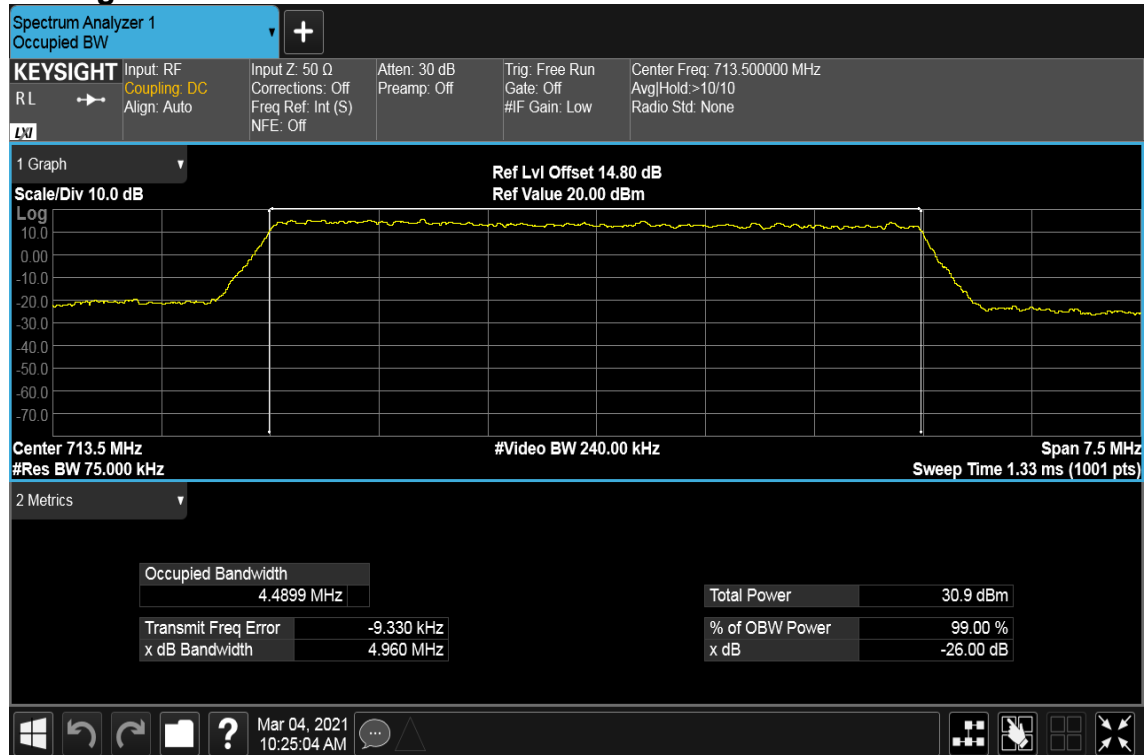 Spectrum Analyzer 1
Occupied BW
+
KEYSIGHT
RL
LXI
Input: RF
Coupling: DC
Align: Auto
Input Z: 50 Ω
Corrections: Off
Freq Ref: Int (S)
NFE: Off
Atten: 30 dB
Preamp: Off
Trig: Free Run
Gate: Off
#IF Gain: Low
Center Freq: 713.500000 MHz
Avg|Hold:>10/10
Radio Std: None
1 Graph
Scale/Div 10.0 dB
Ref Lvl Offset 14.80 dB
Ref Value 20.00 dBm
Log
10.0
0.00
-10.0
-20.0
-30.0
-40.0
-50.0
-60.0
-70.0
Center 713.5 MHz
#Video BW 240.00 kHz
Span 7.5 MHz
#Res BW 75.000 kHz
Sweep Time 1.33 ms (1001 pts)
2 Metrics
Occupied Bandwidth
4.4899 MHz
Transmit Freq Error -9.330 kHz
x dB Bandwidth 4.960 MHz
Total Power 30.9 dBm
% of OBW Power 99.00 %
x dB -26.00 dB
?
Mar 04, 2021
10:25:04 AM